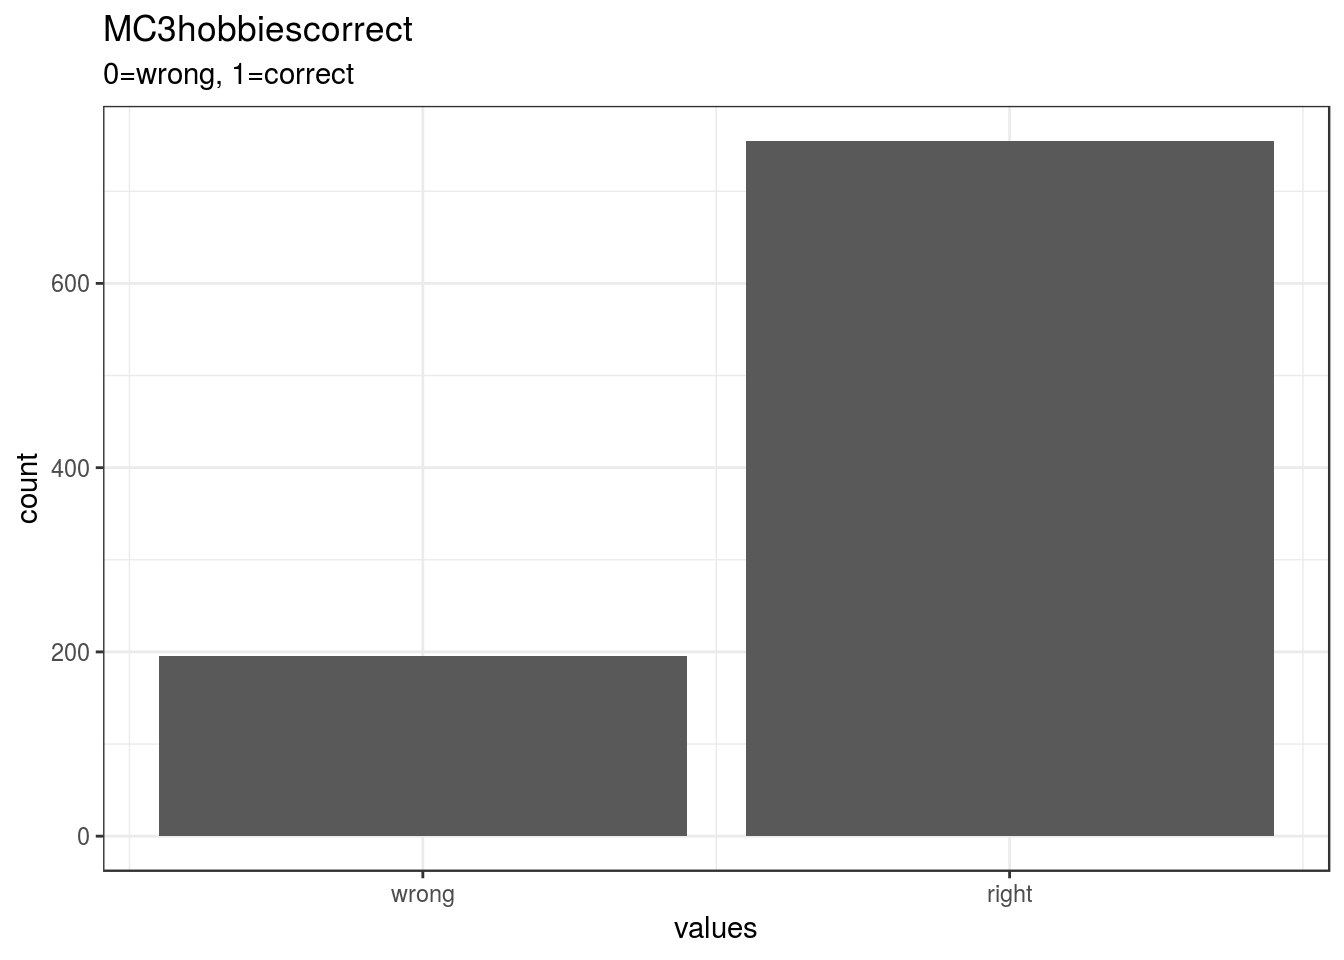 MC3hobbiescorrect
0=wrong, 1=correct
600
400
200
0
count
wrong
right
values